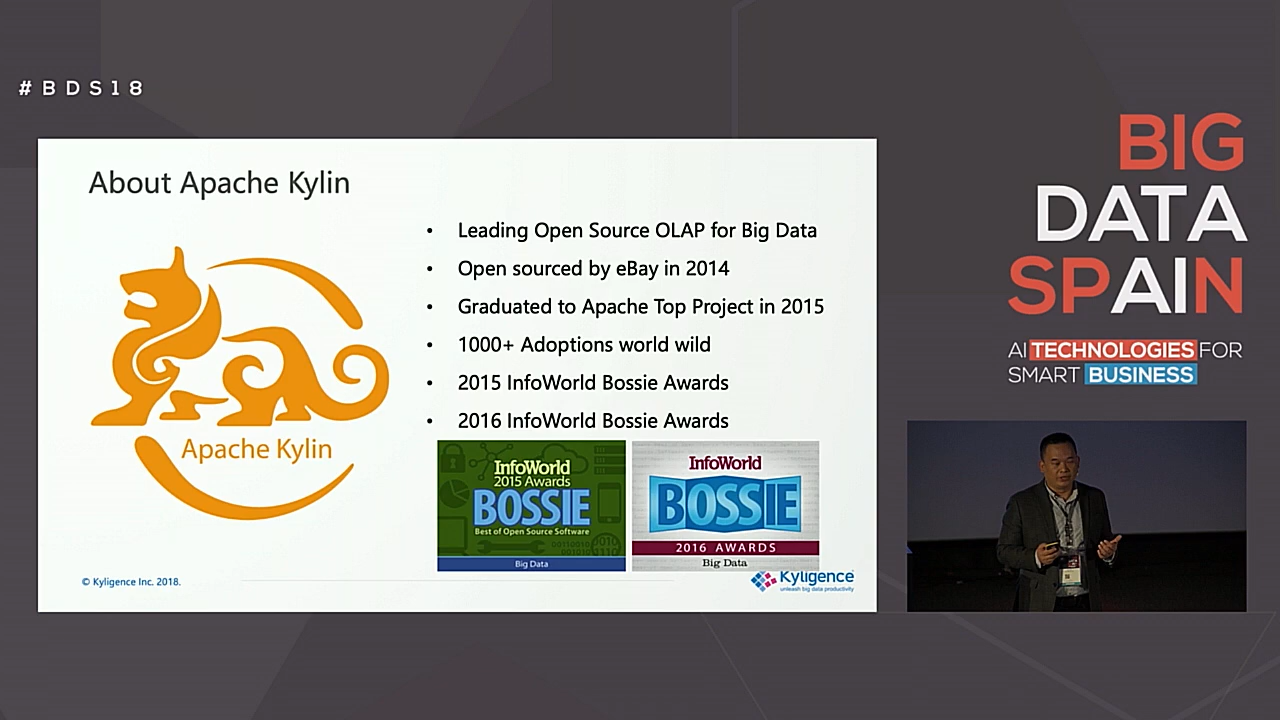 #BDS18
About Apache Kylin
• Leading Open Source OLAP for Big Data
• Open sourced by eBay in 2014
• Graduated to Apache Top Project in 2015
• 1000+ Adoptions world wild
• 2015 InfoWorld Bossie Awards
• 2016 InfoWorld Bossie Awards
Apache Kylin
InfoWorld
2015 Awards
BOSSIE
Best of Open Source Software
Big Data
InfoWorld
BOSSIE
2016 AWARDS
Big Data
© Kyligence Inc. 2018.
Kyligence
unleash big data productivity
BIG
DATA
SPAIN
AI TECHNOLOGIES FOR
SMART BUSINESS